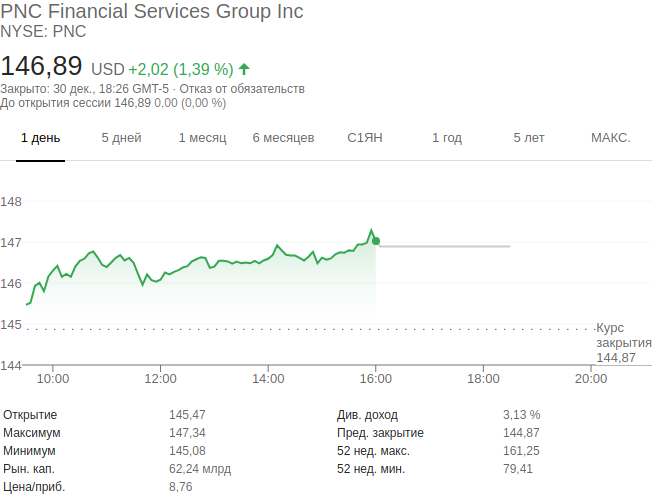 PNC Financial Services Group Inc
NYSE: PNC
146,89 USD +2,02 (1,39 %)
Закрыто: 30 дек., 18:26 GMT-5 · Отказ от обязательств
До открытия сессии 146,89 0,00 (0,00 %)
1 день 5 дней 1 месяц 6 месяцев С1ЯН 1 год 5 лет МАКС.
148
147
146
145
Курс
закрытия
144,87
144
10:00 12:00 14:00 16:00 18:00 20:00
Открытие 145,47 Див. доход 3,13 %
Максимум 147,34 Пред. закрытие 144,87
Минимум 145,08 52 нед. макс. 161,25
Рын. кап. 62,24 млрд 52 нед. мин. 79,41
Цена/приб. 8,76